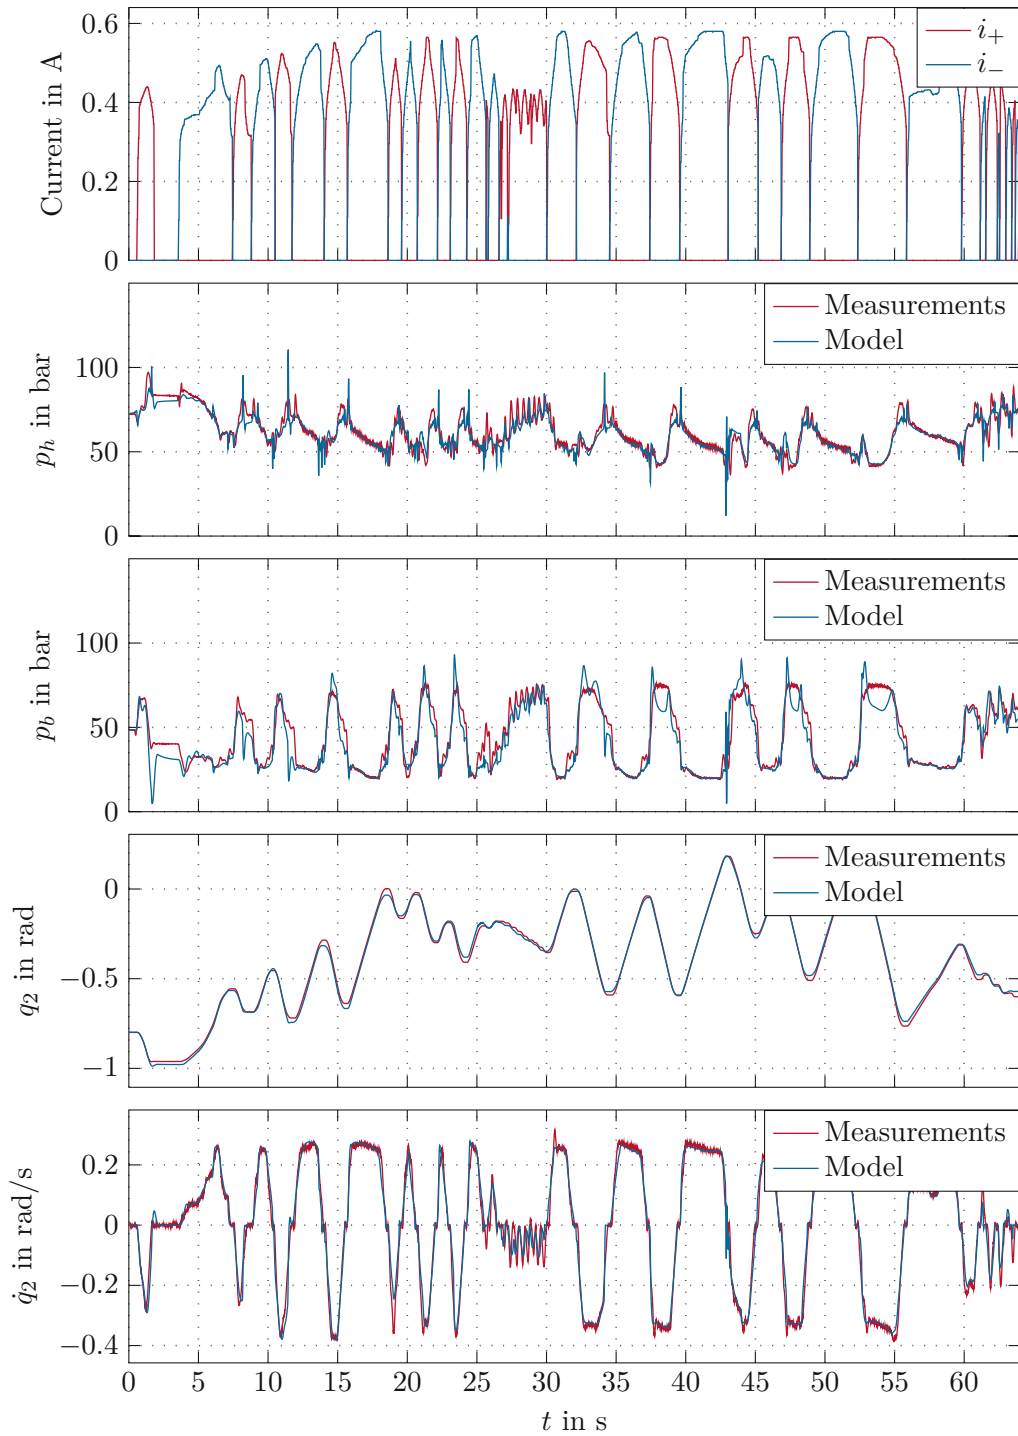 0.6
0.4
0.2
0
Current in A
i₊
i₋
100
50
0
p_h in bar
Measurements
Model
100
50
0
p_b in bar
Measurements
Model
0
−0.5
−1
q₂ in rad
Measurements
Model
0.2
0
−0.2
−0.4
q̇₂ in rad/s
Measurements
Model
0 5 10 15 20 25 30 35 40 45 50 55 60
t in s